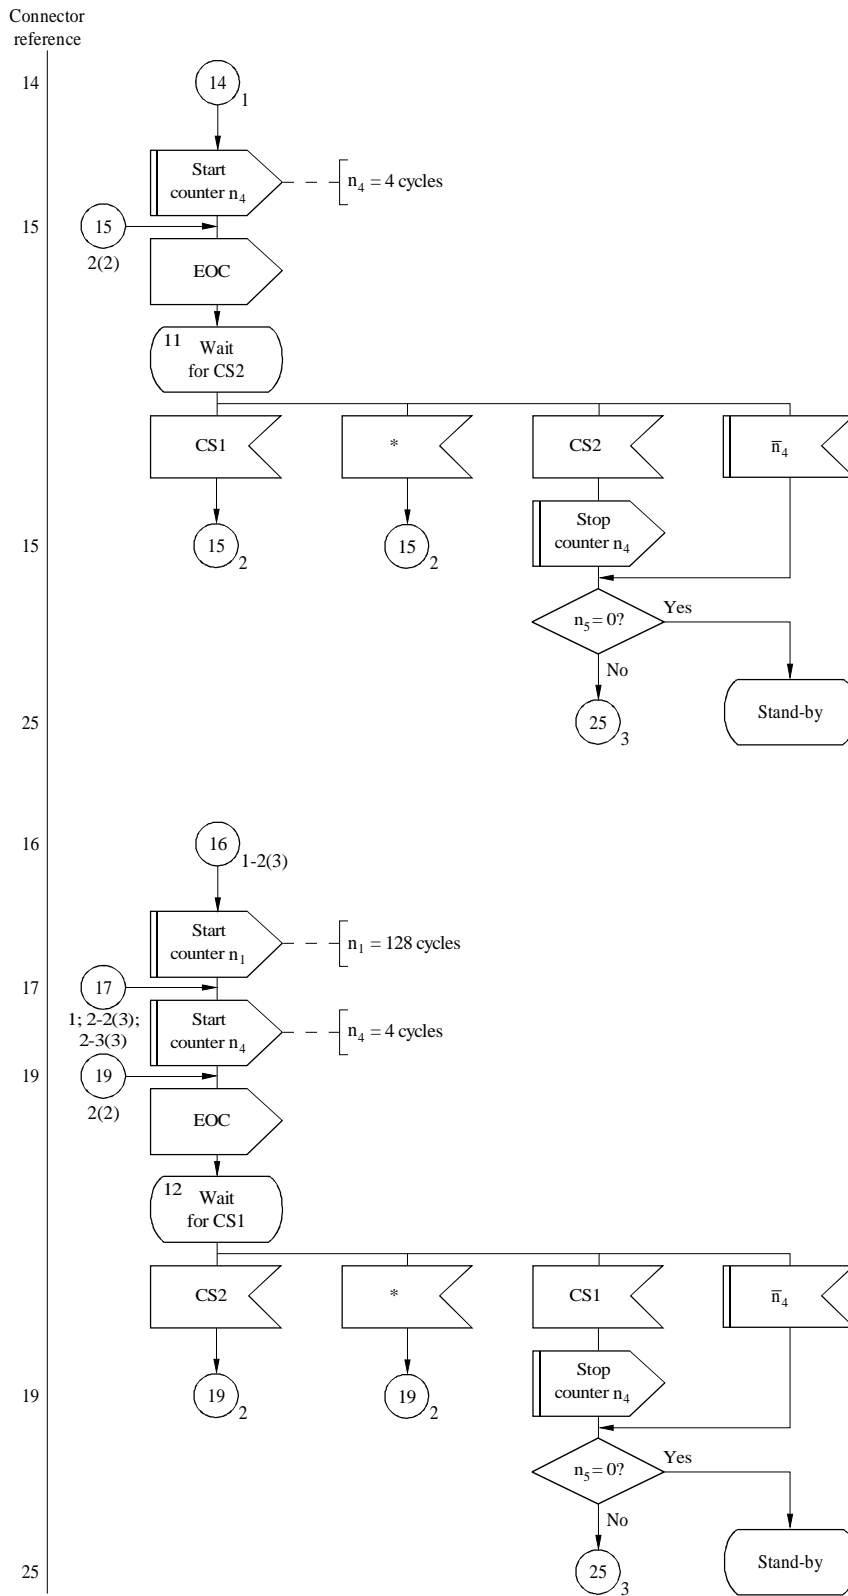 Connector
reference
14
14
1
Start
counter n4
n4 = 4 cycles
15
15
2(2)
EOC
11
Wait
for CS2
CS1
*
CS2
n̄4
15
15
2
15
2
Stop
counter n4
n5 = 0?
Yes
No
25
25
3
Stand-by
16
16
1-2(3)
Start
counter n1
n1 = 128 cycles
17
17
1; 2-2(3);
2-3(3)
Start
counter n4
n4 = 4 cycles
19
19
2(2)
EOC
12
Wait
for CS1
CS2
*
CS1
n̄4
19
19
2
19
2
Stop
counter n4
n5 = 0?
Yes
No
25
25
3
Stand-by